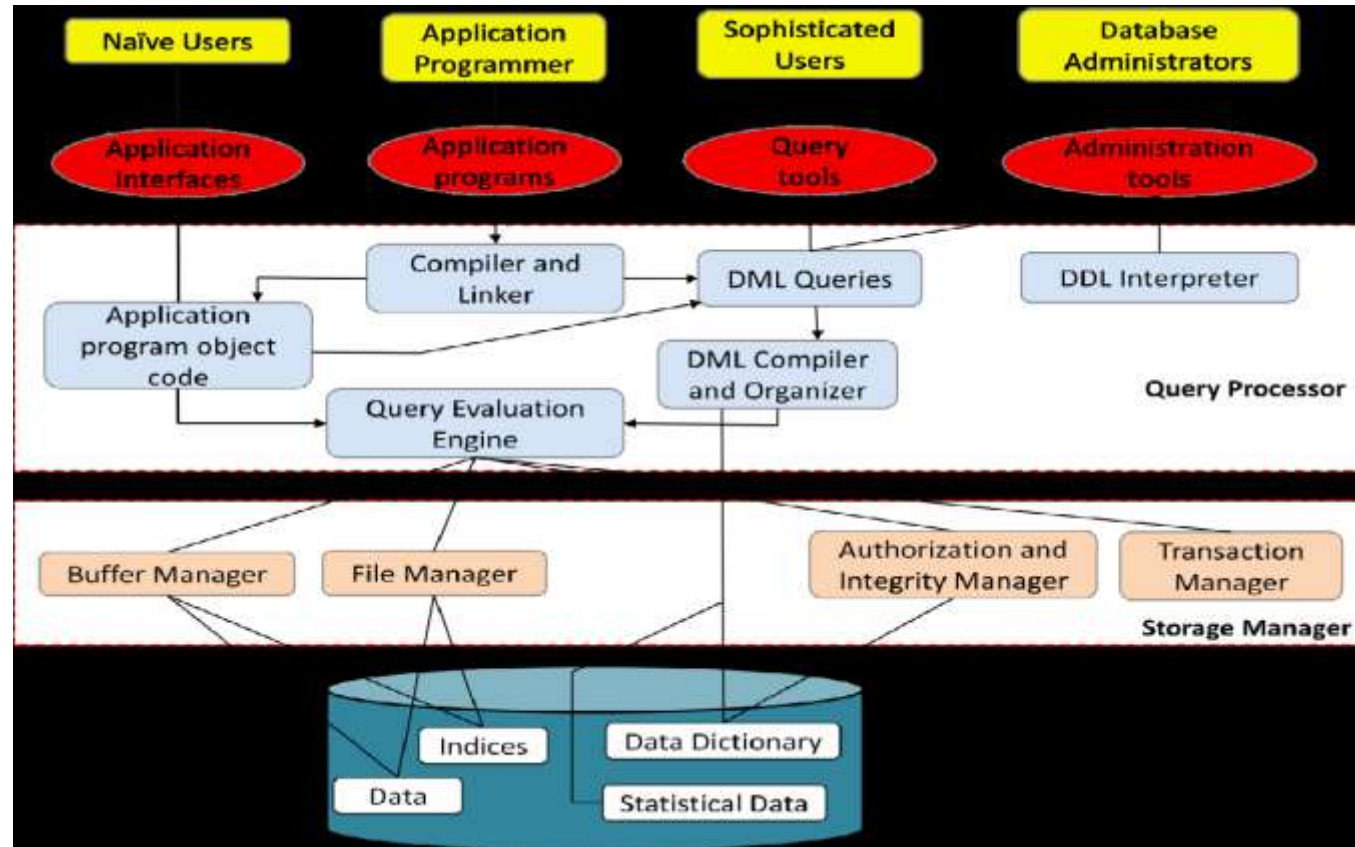 Naïve Users
Application
Programmer
Sophisticated
Users
Database
Administrators
Application
Interfaces
Application
programs
Query
tools
Administration
tools
Compiler and
Linker
DML Queries
DDL Interpreter
Application
program object
code
DML Compiler
and Organizer
Query Processor
Query Evaluation
Engine
Buffer Manager
File Manager
Authorization and
Integrity Manager
Transaction
Manager
Storage Manager
Indices
Data Dictionary
Data
Statistical Data